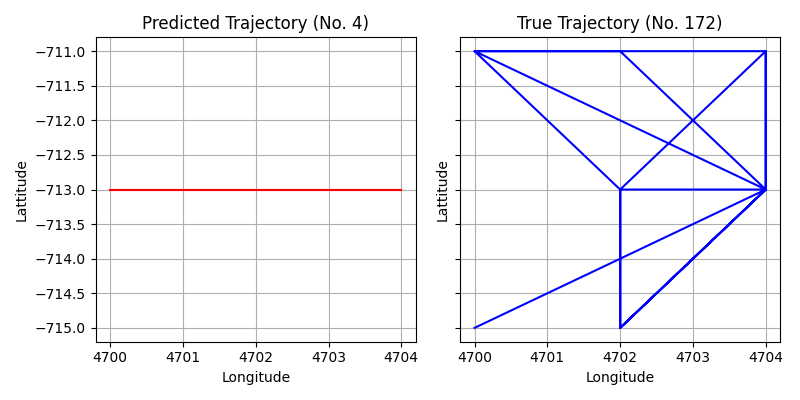 Predicted Trajectory (No. 4)
True Trajectory (No. 172)
−711.0
−711.5
−712.0
−712.5
−713.0
−713.5
−714.0
−714.5
−715.0
Lattitude
Lattitude
4700 4701 4702 4703 4704
4700 4701 4702 4703 4704
Longitude
Longitude